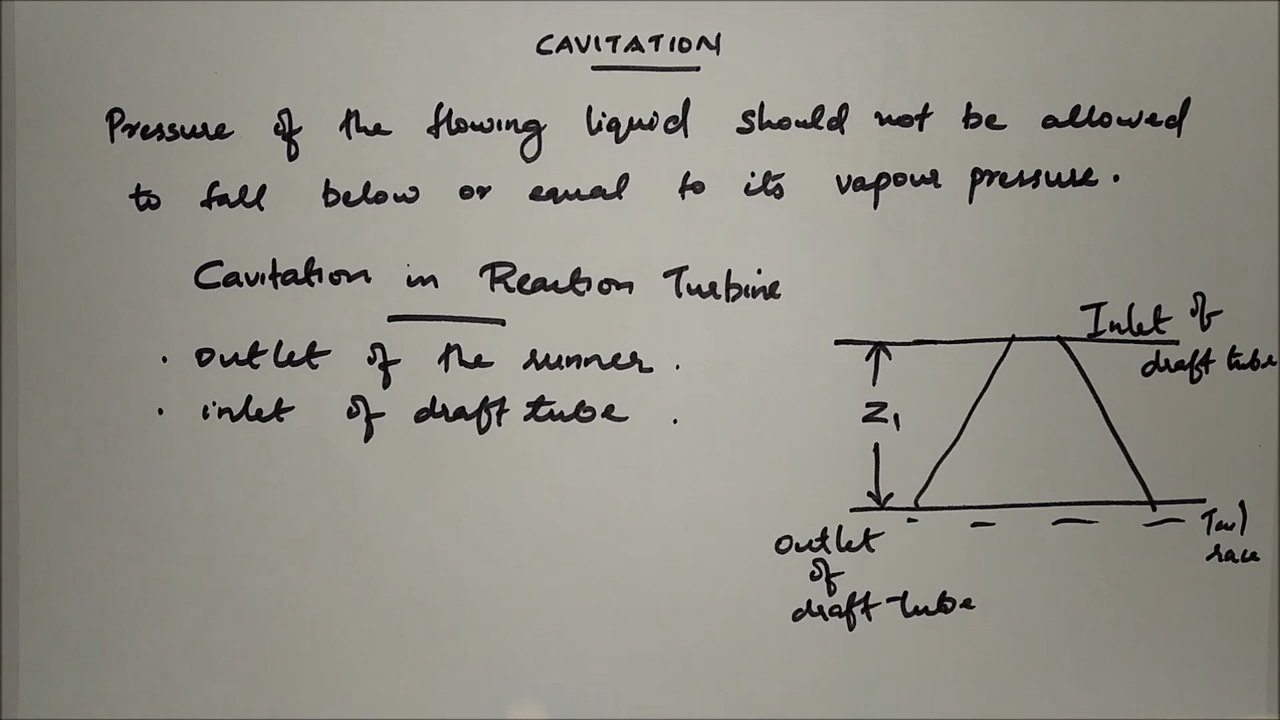 CAVITATION
Pressure of the flowing liquid should not be allowed
to fall below or equal to its vapour pressure.
Cavitation in Reaction Turbine
· outlet of the runner.
· inlet of draft tube.
Inlet of
draft tube
Z1
Tail
race
Outlet
of
draft tube